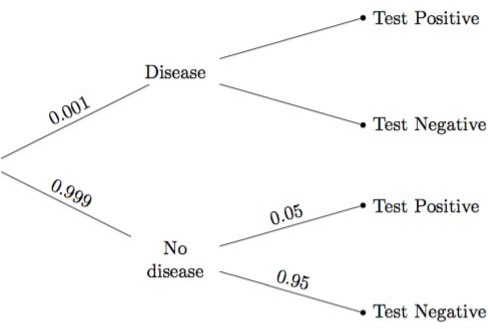 Test Positive
Disease
0.001
Test Negative
0.999
Test Positive
0.05
No
disease
0.95
Test Negative